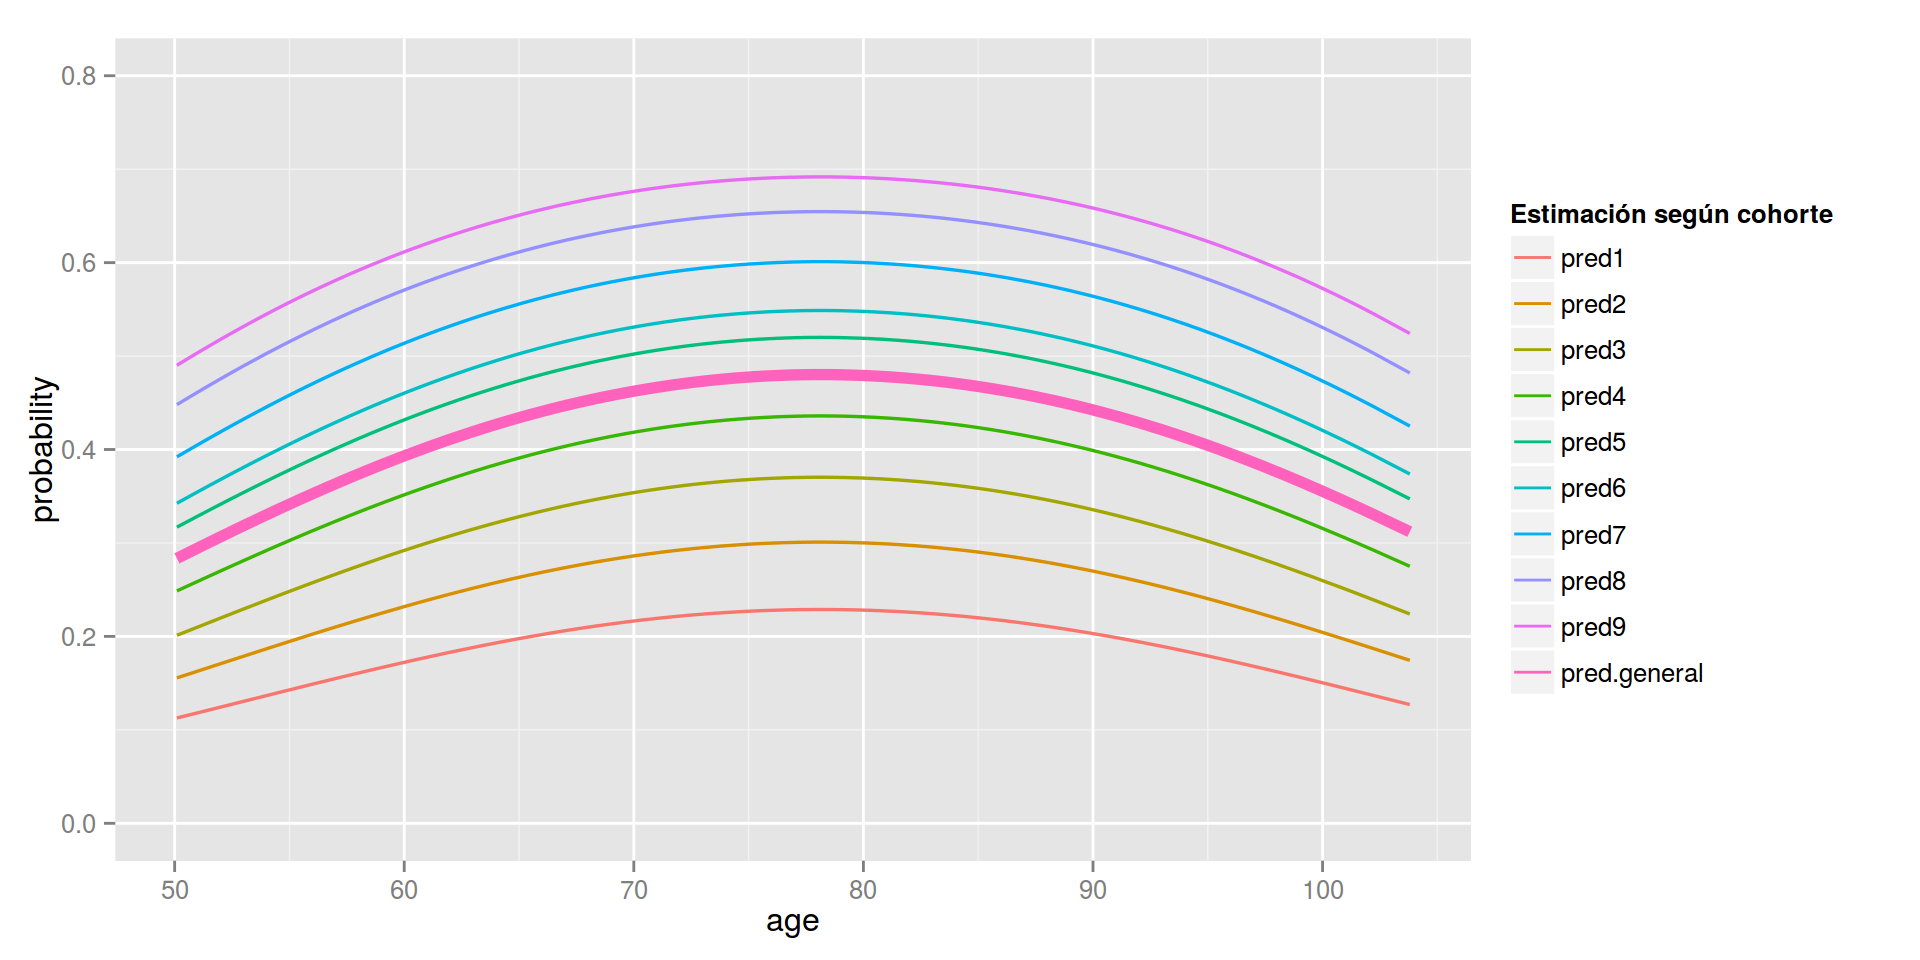 0.8
0.6
0.4
0.2
0.0
probability
50 60 70 80 90 100
age
Estimación según cohorte
pred1
pred2
pred3
pred4
pred5
pred6
pred7
pred8
pred9
pred.general